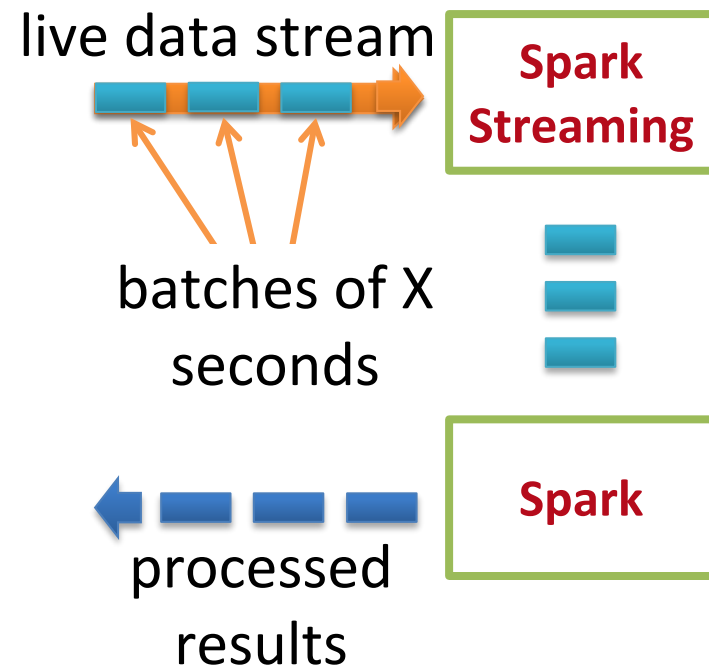 live data stream
Spark
Streaming
batches of X
seconds
Spark
processed
results